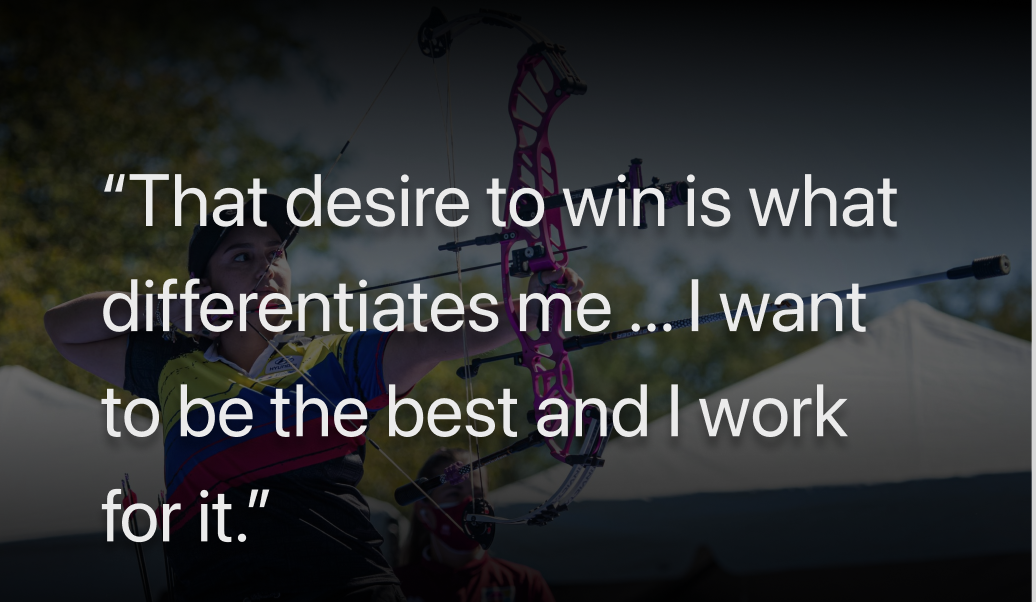 “That desire to win is what
differentiates me ... I want
to be the best and I work
for it.”